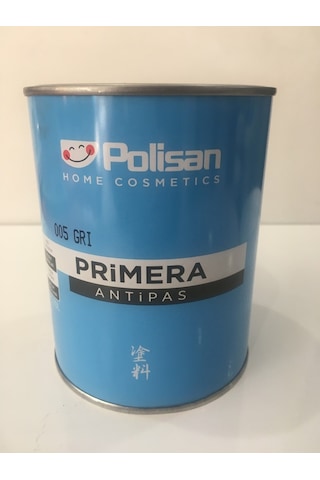 Polisan
HOME COSMETICS
005 GRI
PRiMERA
ANTiPAS
塗料